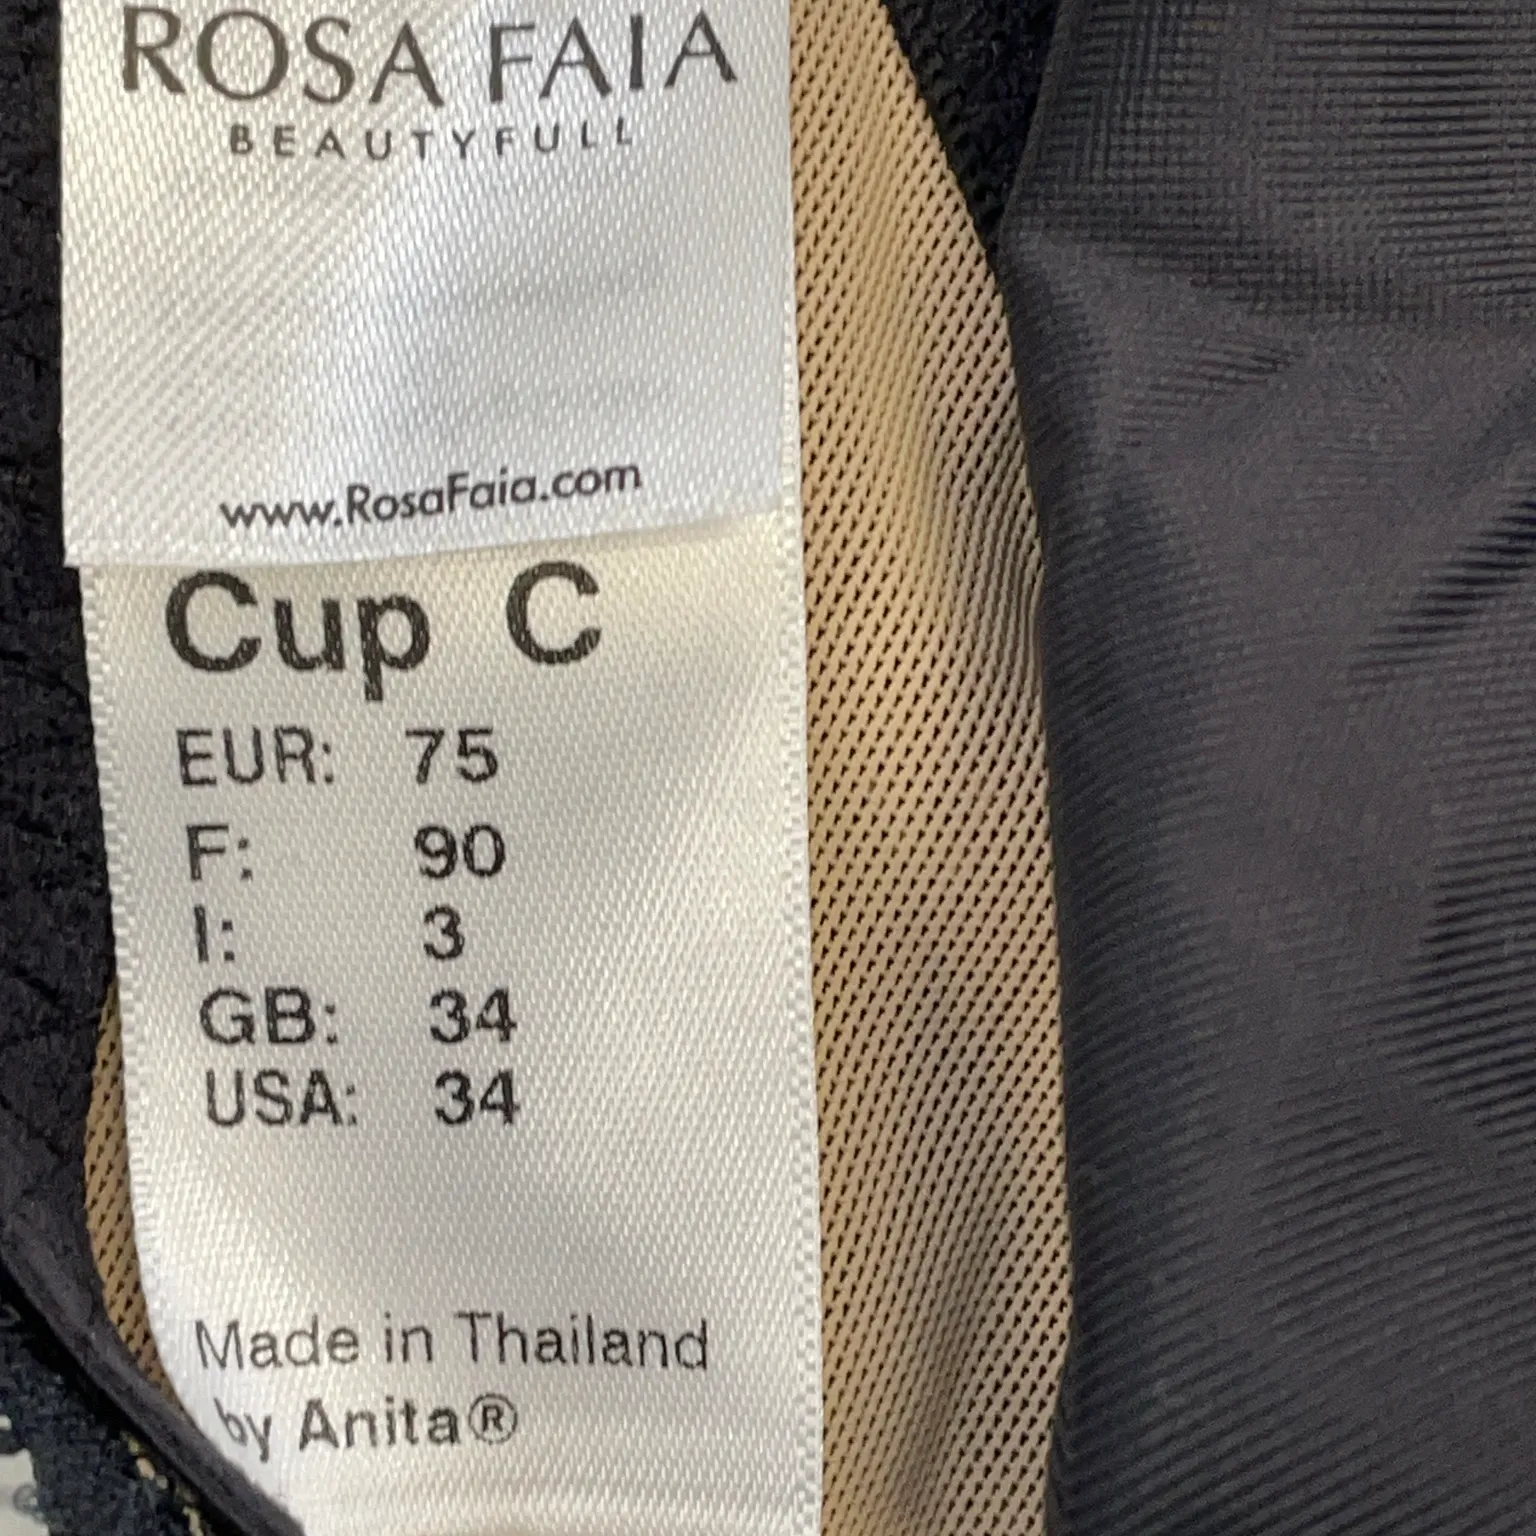 ROSA FAIA
BEAUTYFULL
www.RosaFaia.com
Cup C
EUR: 75
F: 90
I: 3
GB: 34
USA: 34
Made in Thailand
by Anita®